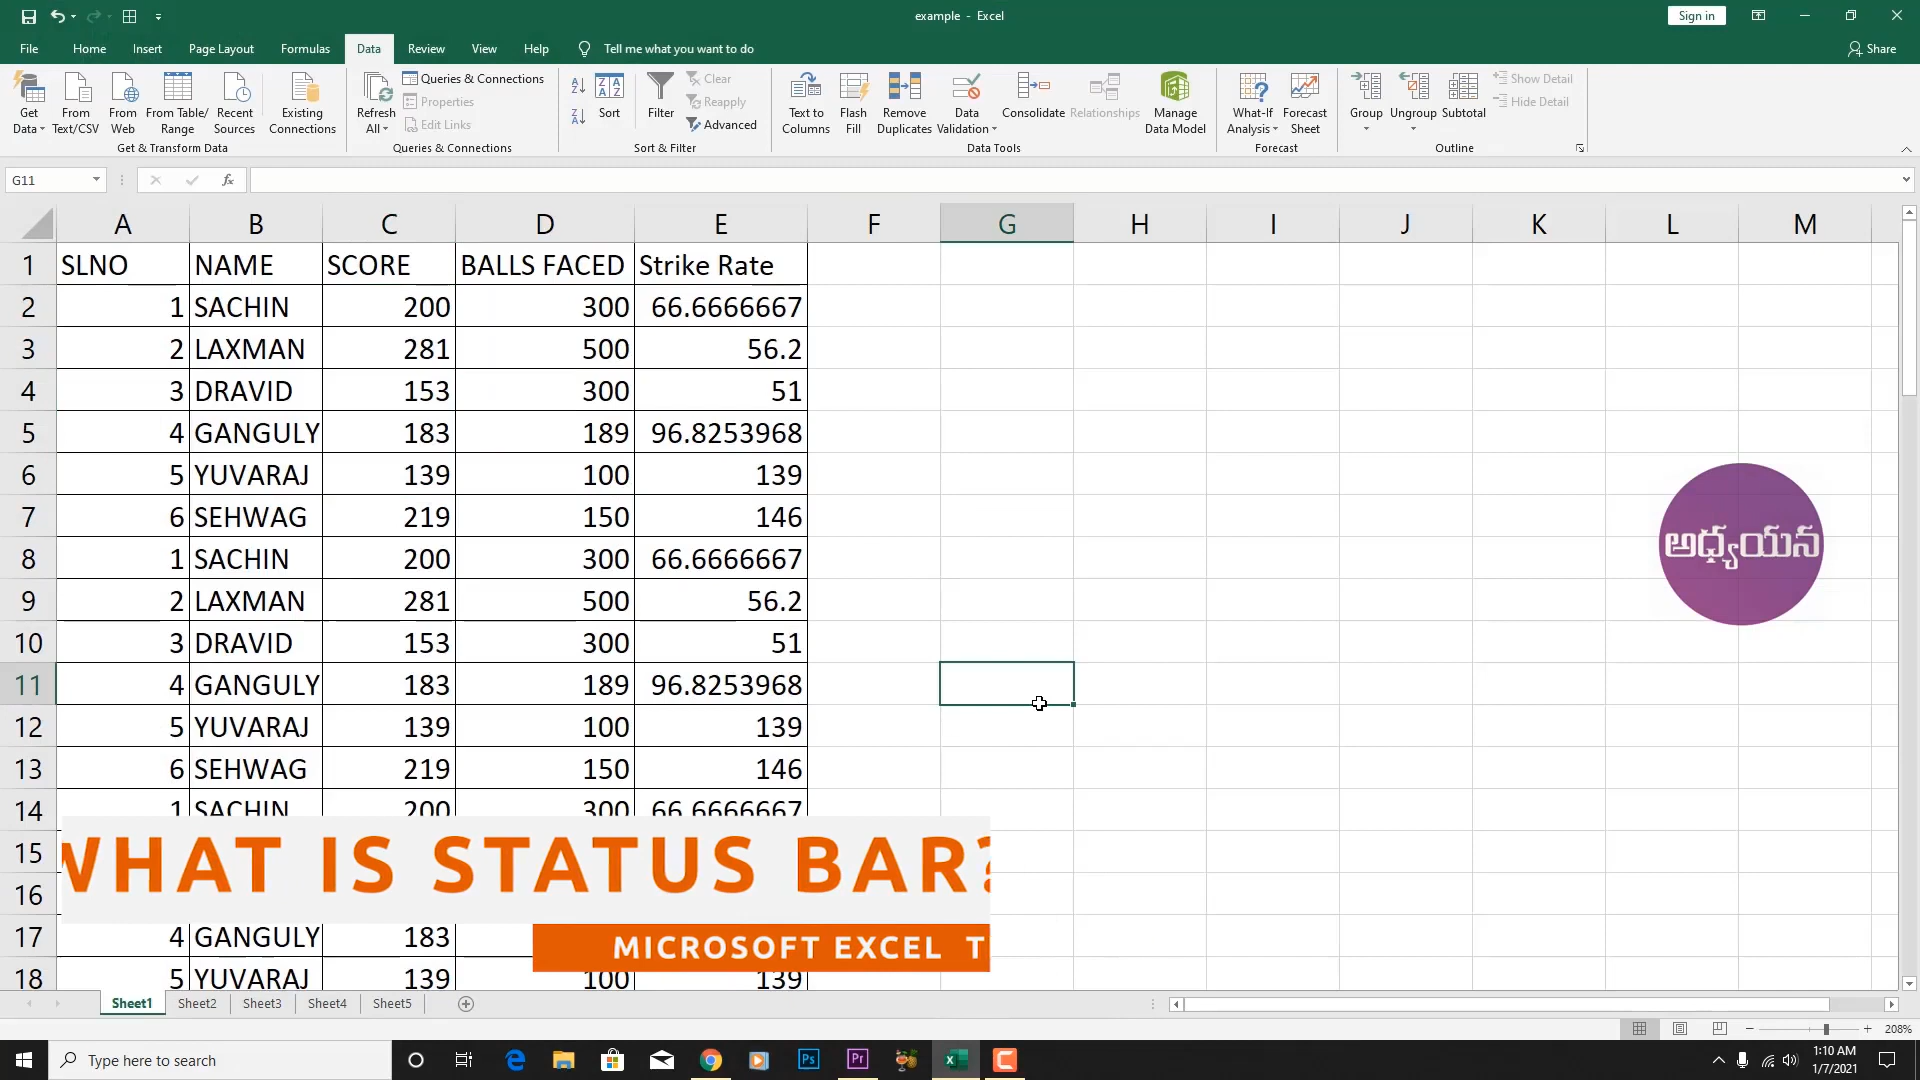 example - Excel
Sign in
File Home Insert Page Layout Formulas Data Review View Help Tell me what you want to do Share
Get Data From Text/CSV From Web From Table/ Range Recent Sources Existing Connections
Get & Transform Data
Refresh All Queries & Connections Properties Edit Links
Queries & Connections
Sort Filter Clear Reapply Advanced
Sort & Filter
Text to Columns Flash Fill Remove Duplicates Data Validation Consolidate Relationships Manage Data Model
Data Tools
What-If Analysis Forecast Sheet
Forecast
Group Ungroup Subtotal Show Detail Hide Detail
Outline
G11 fx
A B C D E F G H I J K L M
1 SLNO NAME SCORE BALLS FACED Strike Rate
2 1 SACHIN 200 300 66.6666667
3 2 LAXMAN 281 500 56.2
4 3 DRAVID 153 300 51
5 4 GANGULY 183 189 96.8253968
6 5 YUVARAJ 139 100 139
7 6 SEHWAG 219 150 146
8 1 SACHIN 200 300 66.6666667
9 2 LAXMAN 281 500 56.2
10 3 DRAVID 153 300 51
11 4 GANGULY 183 189 96.8253968
12 5 YUVARAJ 139 100 139
13 6 SEHWAG 219 150 146
14 1 SACHIN 200 300 66.6666667
15
16
17 4 GANGULY 183
18 5 YUVARAJ 139 100 139
అధ్యయన్
WHAT IS STATUS BAR?
MICROSOFT EXCEL T
Sheet1 Sheet2 Sheet3 Sheet4 Sheet5
208%
Type here to search
1:10 AM
1/7/2021